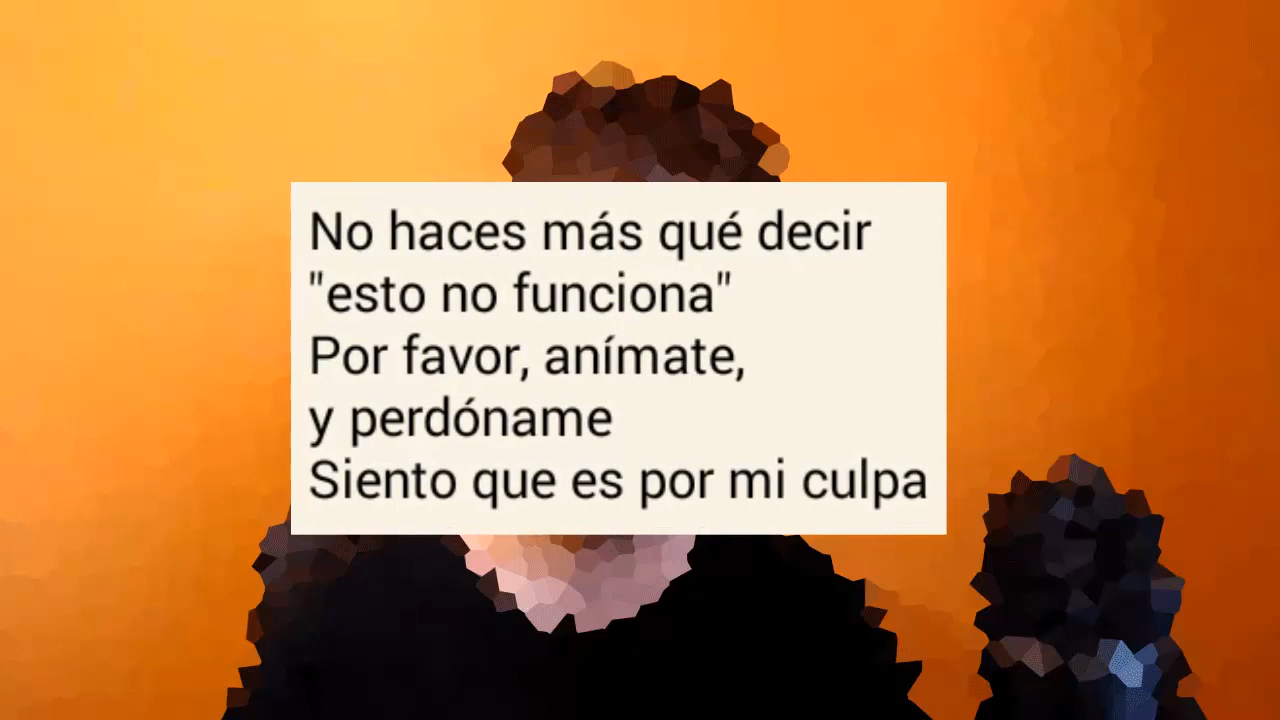 No haces más qué decir
"esto no funciona"
Por favor, anímate,
y perdóname
Siento que es por mi culpa